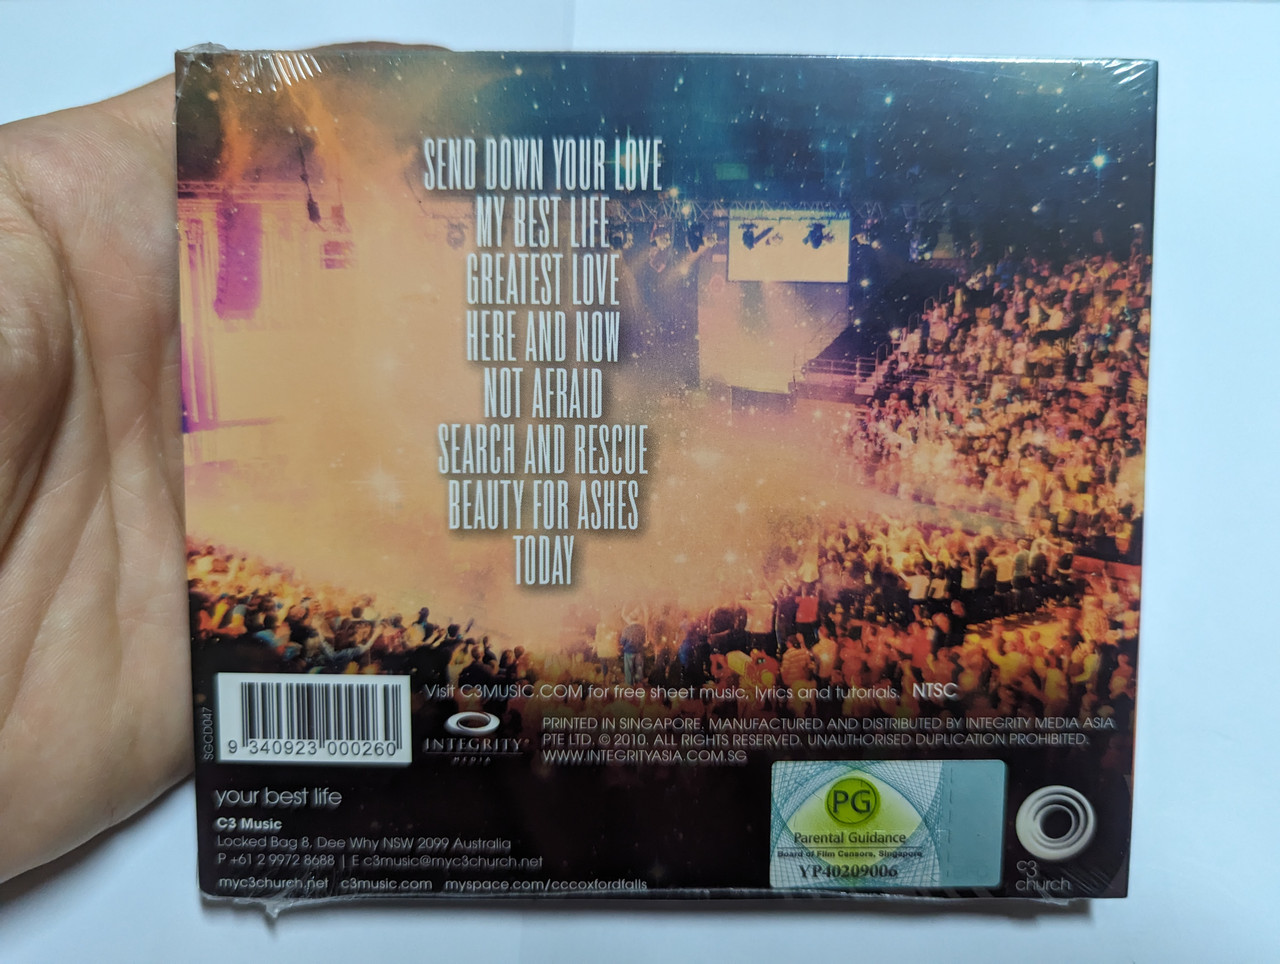 SEND DOWN YOUR LOVE
MY BEST LIFE
GREATEST LOVE
HERE AND NOW
NOT AFRAID
SEARCH AND RESCUE
BEAUTY FOR ASHES
TODAY
SGCD047
9 340923 000260
Visit C3MUSIC.COM for free sheet music, lyrics and tutorials. NTSC
INTEGRITY
MEDIA
PRINTED IN SINGAPORE. MANUFACTURED AND DISTRIBUTED BY INTEGRITY MEDIA ASIA
PTE LTD. © 2010. ALL RIGHTS RESERVED. UNAUTHORISED DUPLICATION PROHIBITED.
WWW.INTEGRITYASIA.COM.SG
your best life
C3 Music
Locked Bag 8, Dee Why NSW 2099 Australia
P +61 2 9972 8688 | E c3music@myc3church.net
myc3church.net c3music.com myspace.com/cccoxfordfalls
PG
Parental Guidance
Board of Film Censors, Singapore
YP40209006
c3
church